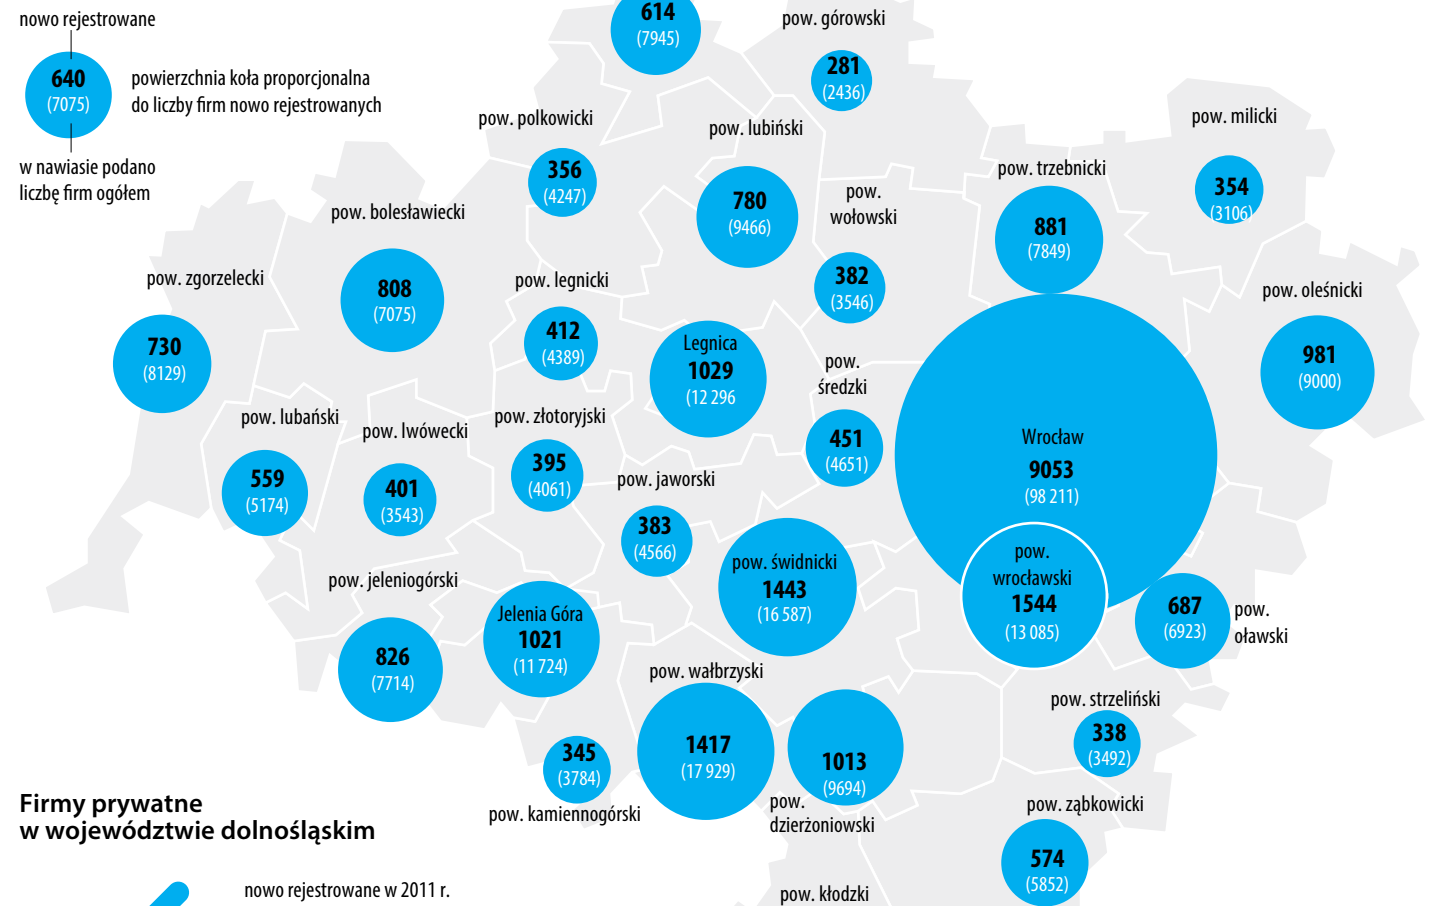 nowo rejestrowane
640
(7075)
powierzchnia koła proporcjonalna
do liczby firm nowo rejestrowanych
w nawiasie podano
liczbę firm ogółem
614
(7945)
pow. górowski
281
(2436)
pow. polkowicki
356
(4247)
pow. lubiński
780
(9466)
pow. milicki
354
(3106)
pow. trzebnicki
881
(7849)
pow.
wołowski
382
(3546)
pow. bolesławiecki
808
(7075)
pow. zgorzelecki
730
(8129)
pow. legnicki
412
(4389)
Legnica
1029
(12 296
pow. oleśnicki
981
(9000)
pow.
średzki
451
(4651)
pow. lubański
559
(5174)
pow. lwówecki
401
(3543)
pow. złotoryjski
395
(4061)
pow. jaworski
383
(4566)
Wrocław
9053
(98 211)
pow.
wrocławski
1544
(13 085)
pow. świdnicki
1443
(16 587)
687
(6923)
pow.
oławski
pow. jeleniogórski
826
(7714)
Jelenia Góra
1021
(11 724)
pow. wałbrzyski
1417
(17 929)
1013
(9694)
pow.
dzierżoniowski
pow. strzeliński
338
(3492)
345
(3784)
pow. kamiennogórski
pow. ząbkowicki
574
(5852)
pow. kłodzki
Firmy prywatne
w województwie dolnośląskim
nowo rejestrowane w 2011 r.